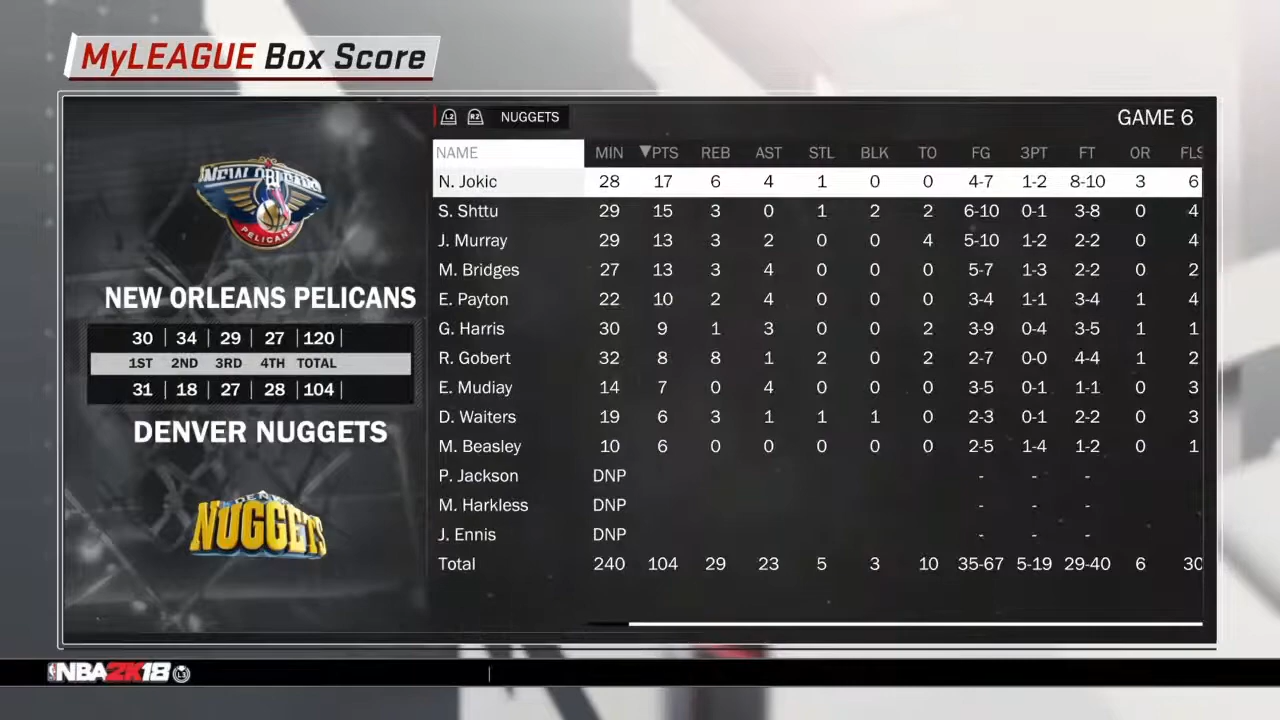 MyLEAGUE Box Score
L2 R2 NUGGETS GAME 6
NAME MIN ▼PTS REB AST STL BLK TO FG 3PT FT OR FLS
N. Jokic 28 17 6 4 1 0 0 4-7 1-2 8-10 3 6
S. Shttu 29 15 3 0 1 2 2 6-10 0-1 3-8 0 4
J. Murray 29 13 3 2 0 0 4 5-10 1-2 2-2 0 4
M. Bridges 27 13 3 4 0 0 0 5-7 1-3 2-2 0 2
E. Payton 22 10 2 4 0 0 0 3-4 1-1 3-4 1 4
G. Harris 30 9 1 3 0 0 2 3-9 0-4 3-5 1 1
R. Gobert 32 8 8 1 2 0 2 2-7 0-0 4-4 1 2
E. Mudiay 14 7 0 4 0 0 0 3-5 0-1 1-1 0 3
D. Waiters 19 6 3 1 1 1 0 2-3 0-1 2-2 0 3
M. Beasley 10 6 0 0 0 0 0 2-5 1-4 1-2 0 1
P. Jackson DNP - - -
M. Harkless DNP - - -
J. Ennis DNP - - -
Total 240 104 29 23 5 3 10 35-67 5-19 29-40 6 30
NEW ORLEANS
PELICANS
NEW ORLEANS PELICANS
30 | 34 | 29 | 27 | 120 |
1ST 2ND 3RD 4TH TOTAL
31 | 18 | 27 | 28 | 104 |
DENVER NUGGETS
DENVER
NUGGETS
NBA2K18